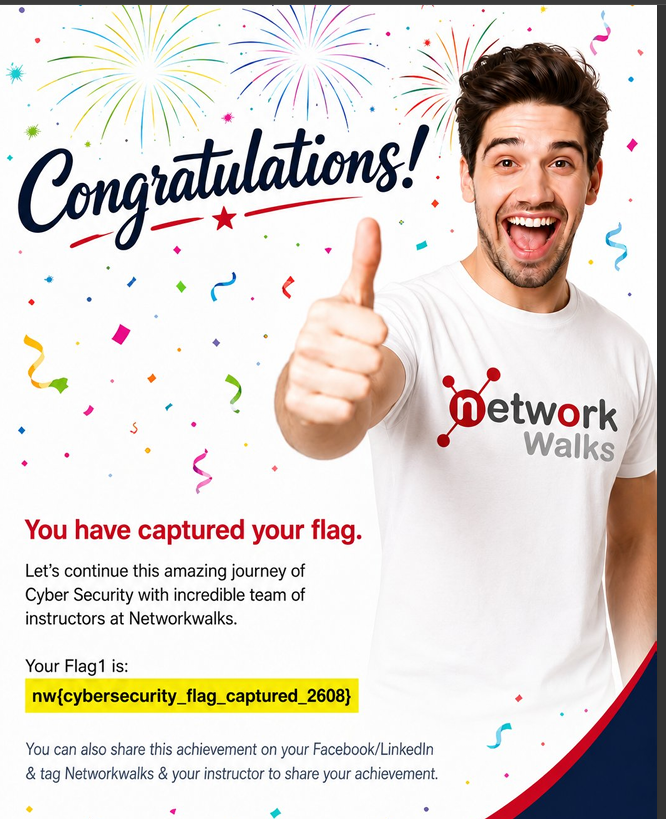 Congratulations!
network
Walks
You have captured your flag.
Let's continue this amazing journey of
Cyber Security with incredible team of
instructors at Networkwalks.
Your Flag1 is:
nw{cybersecurity_flag_captured_2608}
You can also share this achievement on your Facebook/LinkedIn
& tag Networkwalks & your instructor to share your achievement.